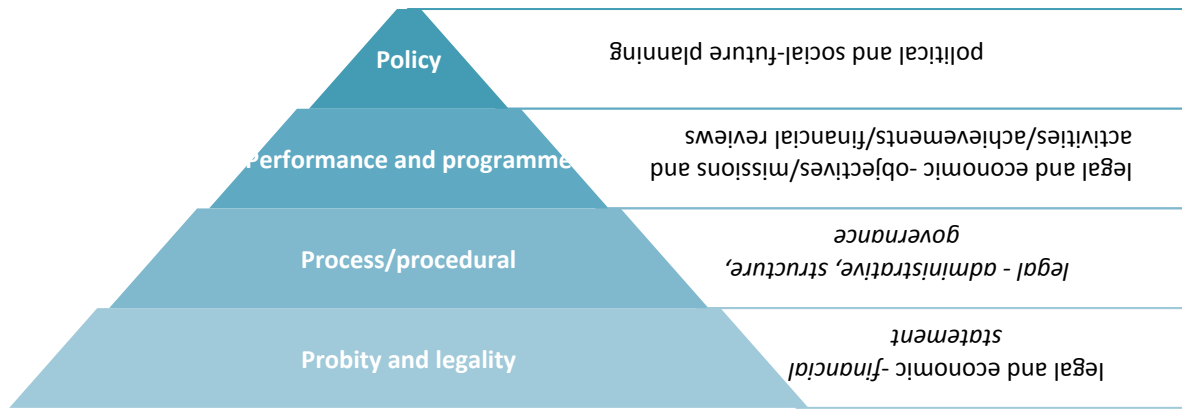 Policy
political and social-future planning
Performance and programme
legal and economic -objectives/missions and
activities/achievements/financial reviews
Process/procedural
legal - administrative, structure,
governance
Probity and legality
legal and economic -financial
statement